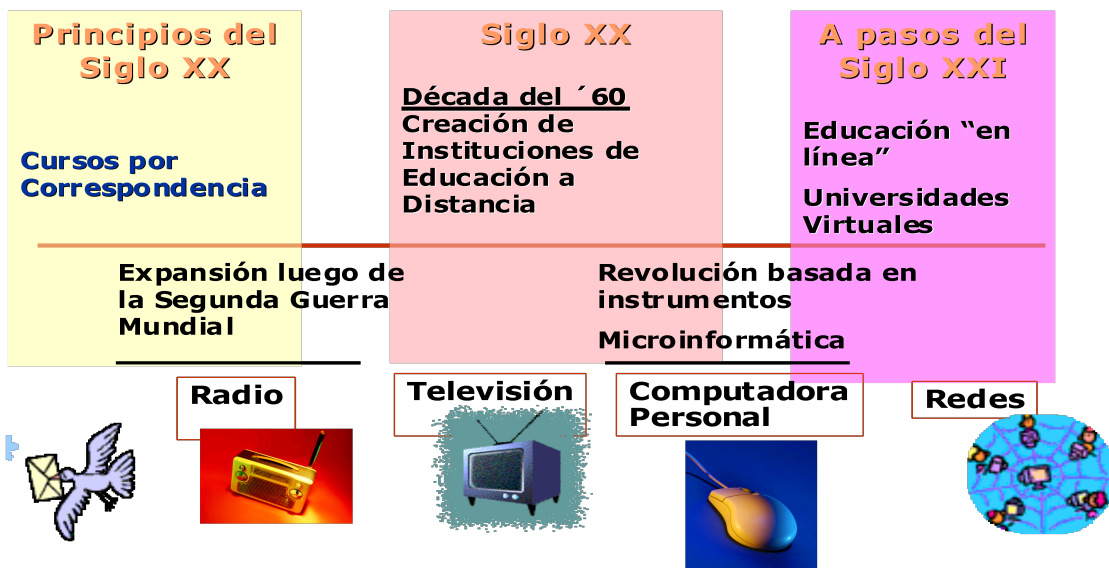 Principios del
Siglo XX
Cursos por
Correspondencia
Siglo XX
Década del ´60
Creación de
Instituciones de
Educación a
Distancia
A pasos del
Siglo XXI
Educación “en
línea”
Universidades
Virtuales
Expansión luego de
la Segunda Guerra
Mundial
Revolución basada en
instrumentos
Microinformática
Radio
Televisión
Computadora
Personal
Redes